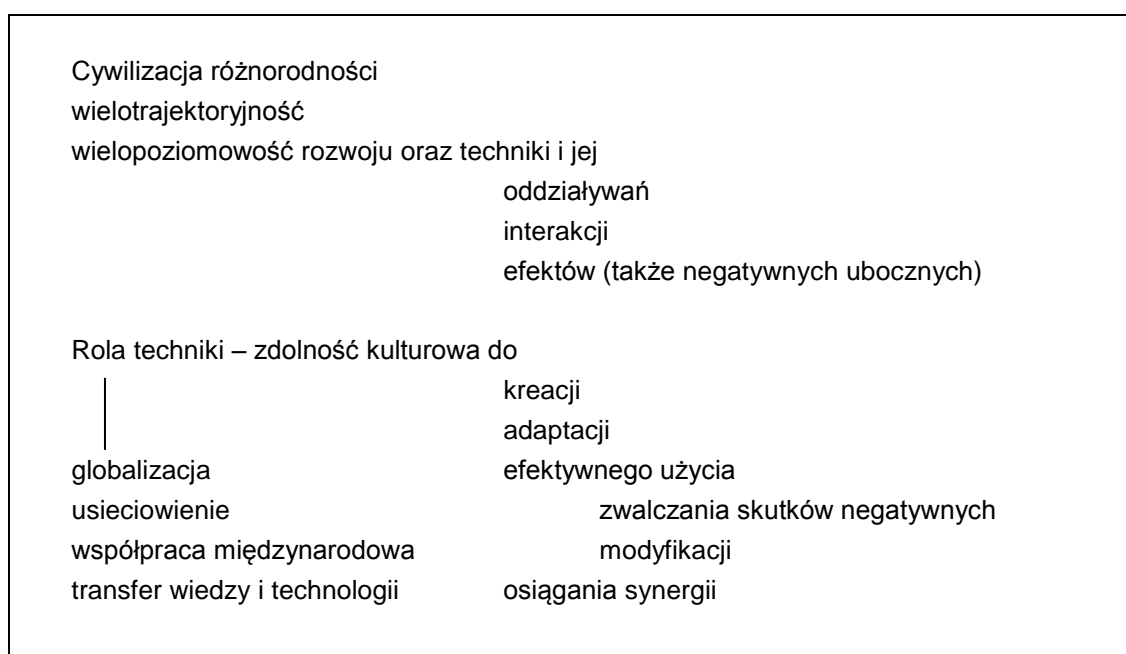 Cywilizacja różnorodności
wielotrajektoryjność
wielopoziomowość rozwoju oraz techniki i jej
oddziaływań
interakcji
efektów (także negatywnych ubocznych)
Rola techniki – zdolność kulturowa do
kreacji
adaptacji
globalizacja efektywnego użycia
usieciowienie zwalczania skutków negatywnych
współpraca międzynarodowa modyfikacji
transfer wiedzy i technologii osiągania synergii